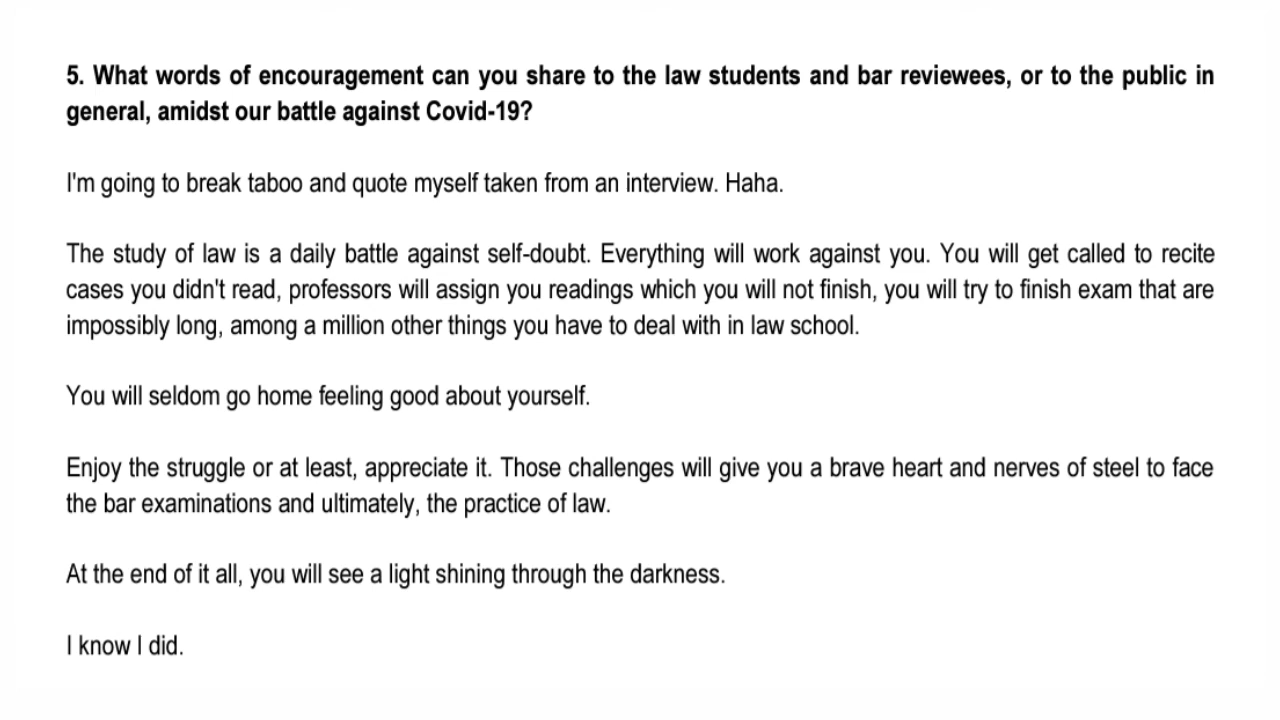 5. What words of encouragement can you share to the law students and bar reviewees, or to the public in
general, amidst our battle against Covid-19?
I'm going to break taboo and quote myself taken from an interview. Haha.
The study of law is a daily battle against self-doubt. Everything will work against you. You will get called to recite
cases you didn't read, professors will assign you readings which you will not finish, you will try to finish exam that are
impossibly long, among a million other things you have to deal with in law school.
You will seldom go home feeling good about yourself.
Enjoy the struggle or at least, appreciate it. Those challenges will give you a brave heart and nerves of steel to face
the bar examinations and ultimately, the practice of law.
At the end of it all, you will see a light shining through the darkness.
I know I did.